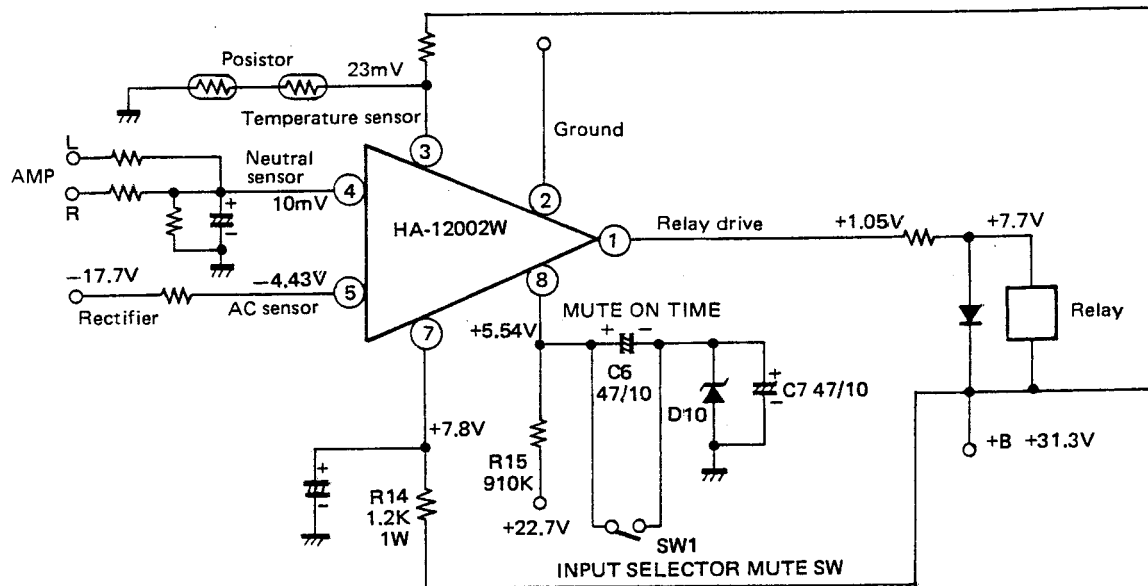 Posistor
23mV
Temperature sensor
Ground
L
AMP
R
Neutral
sensor
10mV
3
4
2
HA-12002W
1
Relay drive
+1.05V
+7.7V
-17.7V
Rectifier
-4.43V
AC sensor
5
8
7
+5.54V
MUTE ON TIME
+ -
C6
47/10
D10
+
-
C7 47/10
Relay
+B +31.3V
+7.8V
+
-
+
-
R14
1.2K
1W
R15
910K
+22.7V
SW1
INPUT SELECTOR MUTE SW